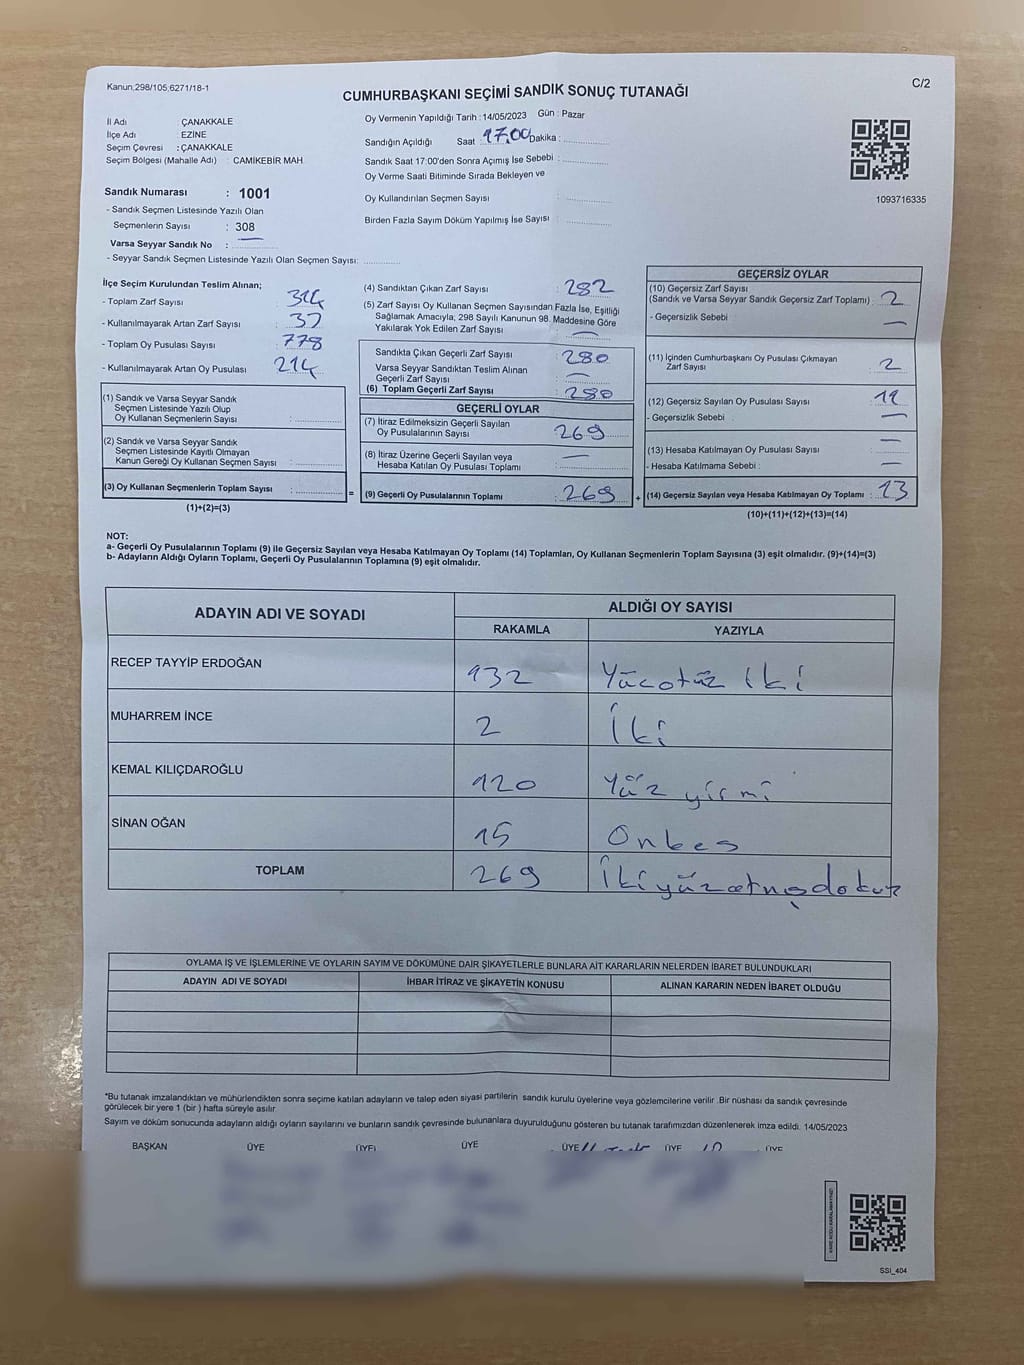 Kanun;298/105;6271/18-1
C/2
CUMHURBAŞKANI SEÇİMİ SANDIK SONUÇ TUTANAĞI
İl Adı : ÇANAKKALE
İlçe Adı : EZİNE
Seçim Çevresi : ÇANAKKALE
Seçim Bölgesi (Mahalle Adı) : CAMİKEBİR MAH.
Sandık Numarası : 1001
- Sandık Seçmen Listesinde Yazılı Olan
Seçmenlerin Sayısı : 308
Varsa Seyyar Sandık No :
- Seyyar Sandık Seçmen Listesinde Yazılı Olan Seçmen Sayısı:
Oy Vermenin Yapıldığı Tarih : 14/05/2023 Gün : Pazar
Sandığın Açıldığı Saat : 17.00 Dakika :
Sandık Saat 17:00'den Sonra Açımış İse Sebebi :
Oy Verme Saati Bitiminde Sırada Bekleyen ve
Oy Kullandırılan Seçmen Sayısı :
Birden Fazla Sayım Döküm Yapılmış İse Sayısı :
1093716335
İlçe Seçim Kurulundan Teslim Alınan;
- Toplam Zarf Sayısı :
- Kullanılmayarak Artan Zarf Sayısı :
- Toplam Oy Pusulası Sayısı : 778
- Kullanılmayarak Artan Oy Pusulası :
(1) Sandık ve Varsa Seyyar Sandık
Seçmen Listesinde Yazılı Olup
Oy Kullanan Seçmenlerin Sayısı :
(2) Sandık ve Varsa Seyyar Sandık
Seçmen Listesinde Kayıtlı Olmayan
Kanun Gereği Oy Kullanan Seçmen Sayısı :
(3) Oy Kullanan Seçmenlerin Toplam Sayısı : =
(1)+(2)=(3)
(4) Sandıktan Çıkan Zarf Sayısı : 282
(5) Zarf Sayısı Oy Kullanan Seçmen Sayısından Fazla İse, Eşitliği
Sağlamak Amacıyla, 298 Sayılı Kanunun 98. Maddesine Göre
Yakılarak Yok Edilen Zarf Sayısı : —
Sandıkta Çıkan Geçerli Zarf Sayısı : 280
Varsa Seyyar Sandıktan Teslim Alınan
Geçerli Zarf Sayısı : —
(6) Toplam Geçerli Zarf Sayısı : 280
GEÇERLİ OYLAR
(7) İtiraz Edilmeksizin Geçerli Sayılan
Oy Pusulalarının Sayısı : 269
(8) İtiraz Üzerine Geçerli Sayılan veya
Hesaba Katılan Oy Pusulası Toplamı : —
(9) Geçerli Oy Pusulalarının Toplamı : 269 +
GEÇERSİZ OYLAR
(10) Geçersiz Zarf Sayısı
(Sandık ve Varsa Seyyar Sandık Geçersiz Zarf Toplamı) : 2
- Geçersizlik Sebebi : —
(11) İçinden Cumhurbaşkanı Oy Pusulası Çıkmayan
Zarf Sayısı : 2
(12) Geçersiz Sayılan Oy Pusulası Sayısı :
- Geçersizlik Sebebi : —
(13) Hesaba Katılmayan Oy Pusulası Sayısı : —
- Hesaba Katılmama Sebebi : —
(14) Geçersiz Sayılan veya Hesaba Katılmayan Oy Toplamı : 13
(10)+(11)+(12)+(13)=(14)
NOT:
a- Geçerli Oy Pusulalarının Toplamı (9) ile Geçersiz Sayılan veya Hesaba Katılmayan Oy Toplamı (14) Toplamları, Oy Kullanan Seçmenlerin Toplam Sayısına (3) eşit olmalıdır. (9)+(14)=(3)
b- Adayların Aldığı Oyların Toplamı, Geçerli Oy Pusulalarının Toplamına (9) eşit olmalıdır.
ADAYIN ADI VE SOYADI
ALDIĞI OY SAYISI
RAKAMLA YAZIYLA
RECEP TAYYİP ERDOĞAN 132 Yüzotuz iki
MUHARREM İNCE 2 İki
KEMAL KILIÇDAROĞLU 120 Yüz yirmi
SİNAN OĞAN 15 Onbeş
TOPLAM 269 İkiyüzatmışdokuz
OYLAMA İŞ VE İŞLEMLERİNE VE OYLARIN SAYIM VE DÖKÜMÜNE DAİR ŞİKAYETLERLE BUNLARA AİT KARARLARIN NELERDEN İBARET BULUNDUKLARI
ADAYIN ADI VE SOYADI İHBAR İTİRAZ VE ŞİKAYETİN KONUSU ALINAN KARARIN NEDEN İBARET OLDUĞU
*Bu tutanak imzalandıktan ve mühürlendikten sonra seçime katılan adayların ve talep eden siyasi partilerin sandık kurulu üyelerine veya gözlemcilerine verilir .Bir nüshası da sandık çevresinde
görülecek bir yere 1 (bir ) hafta süreyle asılır.
Sayım ve döküm sonucunda adayların aldığı oyların sayılarını ve bunların sandık çevresinde bulunanlara duyurulduğunu gösteren bu tutanak tarafımızdan düzenlenerek imza edildi. 14/05/2023
BAŞKAN ÜYE ÜYE ÜYE ÜYE ÜYE ÜYE
SSI_404